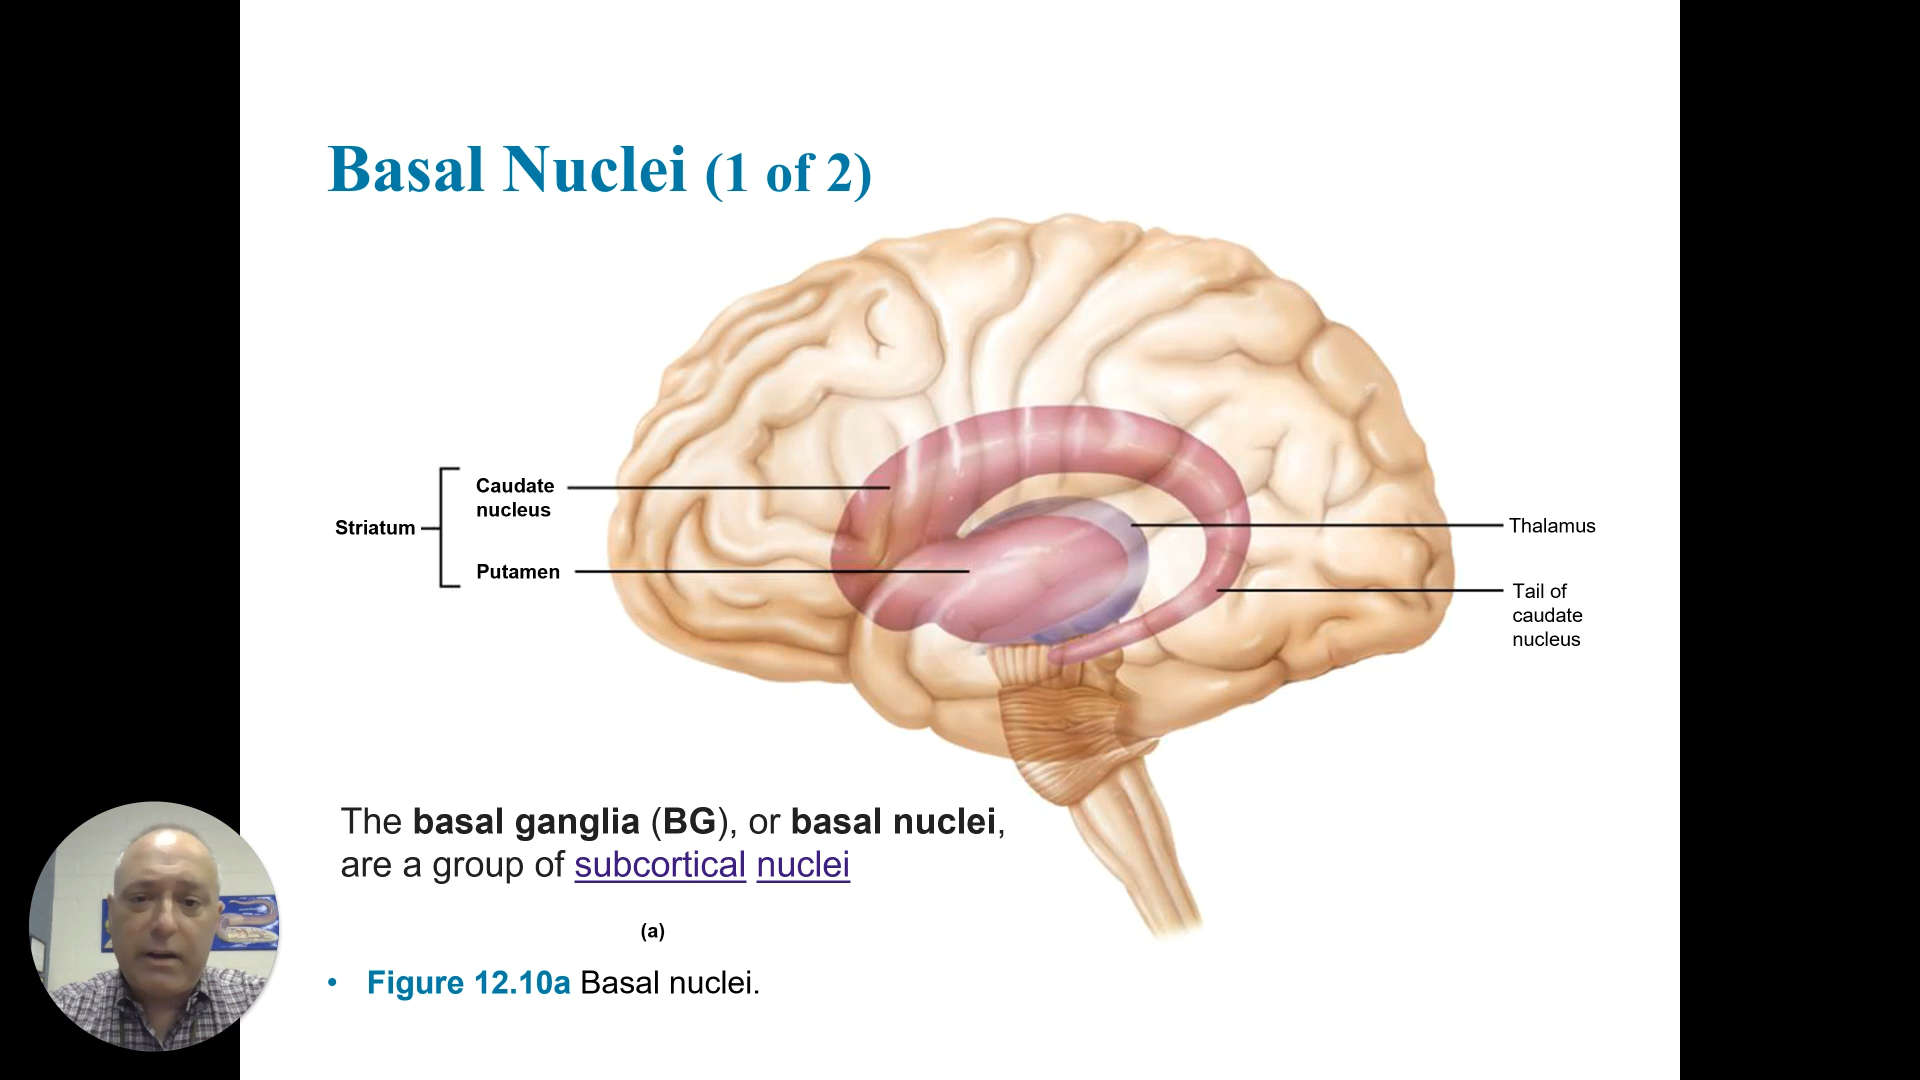 Basal Nuclei (1 of 2)
Striatum
Caudate
nucleus
Putamen
Thalamus
Tail of
caudate
nucleus
The basal ganglia (BG), or basal nuclei,
are a group of subcortical nuclei
(a)
• Figure 12.10a Basal nuclei.